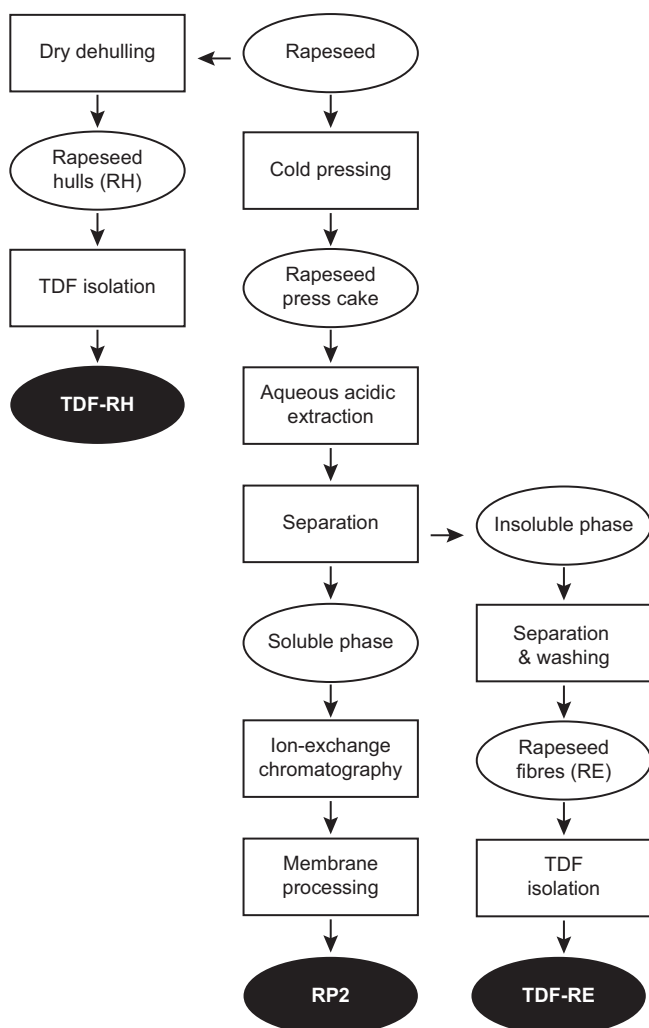 Dry dehulling
Rapeseed
Rapeseed
hulls (RH)
Cold pressing
TDF isolation
Rapeseed
press cake
TDF-RH
Aqueous acidic
extraction
Separation
Insoluble phase
Soluble phase
Separation
& washing
Ion-exchange
chromatography
Rapeseed
fibres (RE)
Membrane
processing
TDF
isolation
RP2
TDF-RE